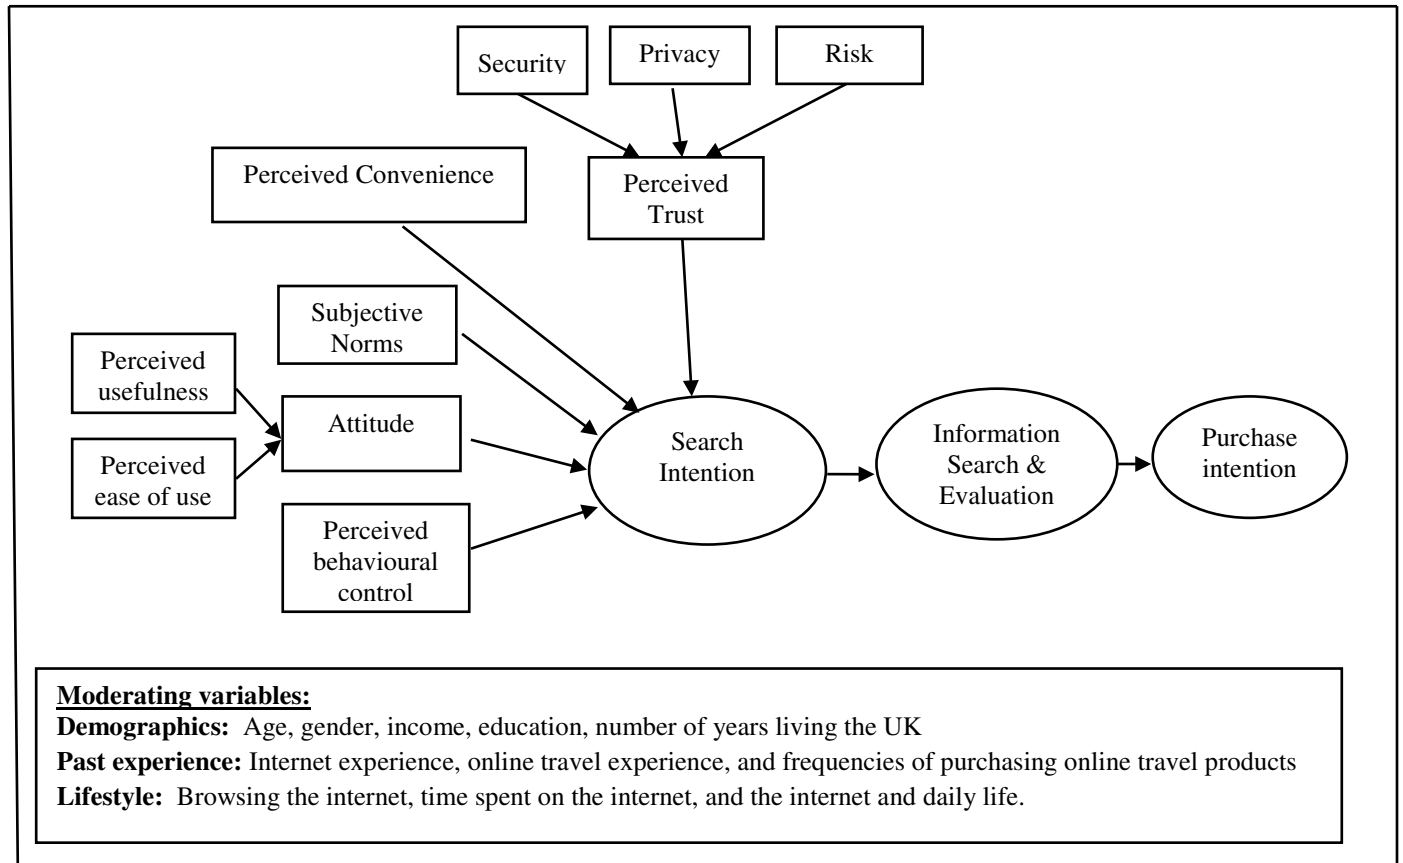 Security
Privacy
Risk
Perceived Convenience
Perceived
Trust
Subjective
Norms
Perceived
usefulness
Attitude
Perceived
ease of use
Perceived
behavioural
control
Search
Intention
Information
Search &
Evaluation
Purchase
intention
Moderating variables:
Demographics: Age, gender, income, education, number of years living the UK
Past experience: Internet experience, online travel experience, and frequencies of purchasing online travel products
Lifestyle: Browsing the internet, time spent on the internet, and the internet and daily life.